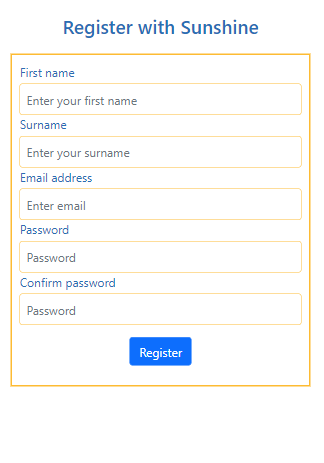 Register with Sunshine
First name
Enter your first name
Surname
Enter your surname
Email address
Enter email
Password
Password
Confirm password
Password
Register